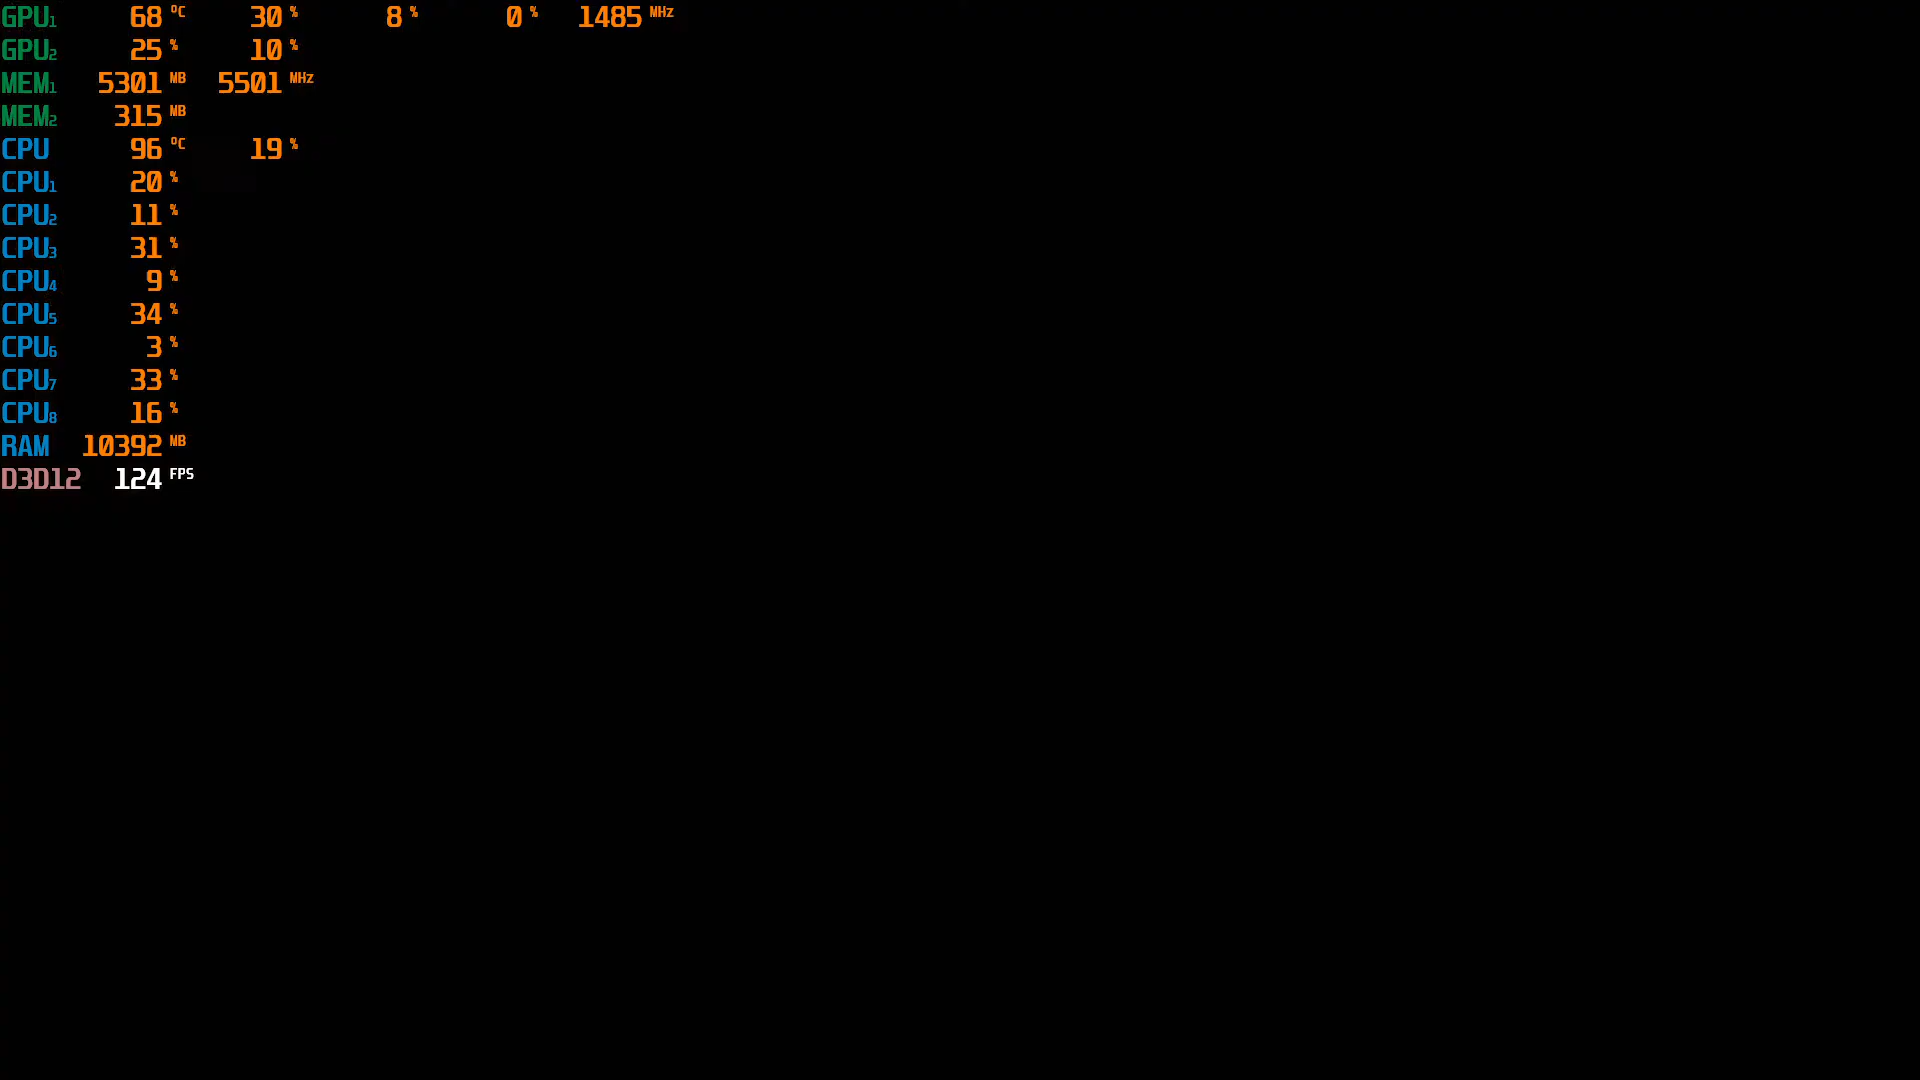 GPU1 68 °C 30 % 8 % 0 % 1485 MHz
GPU2 25 % 10 %
MEM1 5301 MB 5501 MHz
MEM2 315 MB
CPU 96 °C 19 %
CPU1 20 %
CPU2 11 %
CPU3 31 %
CPU4 9 %
CPU5 34 %
CPU6 3 %
CPU7 33 %
CPU8 16 %
RAM 10392 MB
D3D12 124 FPS